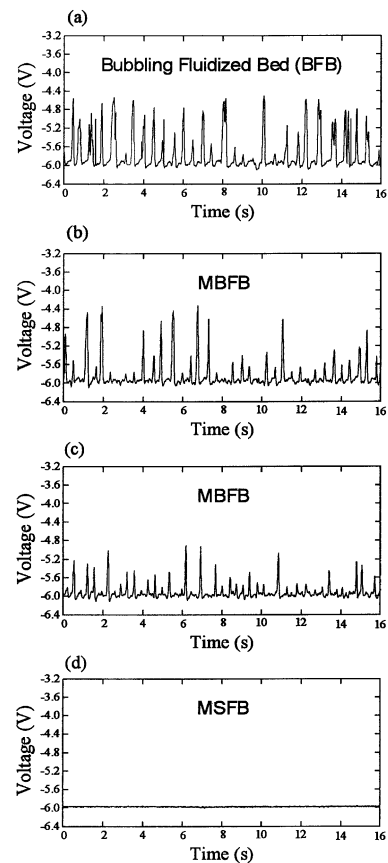 (a)
-3.2
-3.6
-4.0
-4.4
-4.8
-5.2
-5.6
-6.0
-6.4
Voltage (V)
Bubbling Fluidized Bed (BFB)
0 2 4 6 8 10 12 14 16
Time (s)
(b)
-3.2
-3.6
-4.0
-4.4
-4.8
-5.2
-5.6
-6.0
-6.4
Voltage (V)
MBFB
0 2 4 6 8 10 12 14 16
Time (s)
(c)
-3.2
-3.6
-4.0
-4.4
-4.8
-5.2
-5.6
-6.0
-6.4
Voltage (V)
MBFB
0 2 4 6 8 10 12 14 16
Time (s)
(d)
-3.2
-3.6
-4.0
-4.4
-4.8
-5.2
-5.6
-6.0
-6.4
Voltage (V)
MSFB
0 2 4 6 8 10 12 14 16
Time (s)